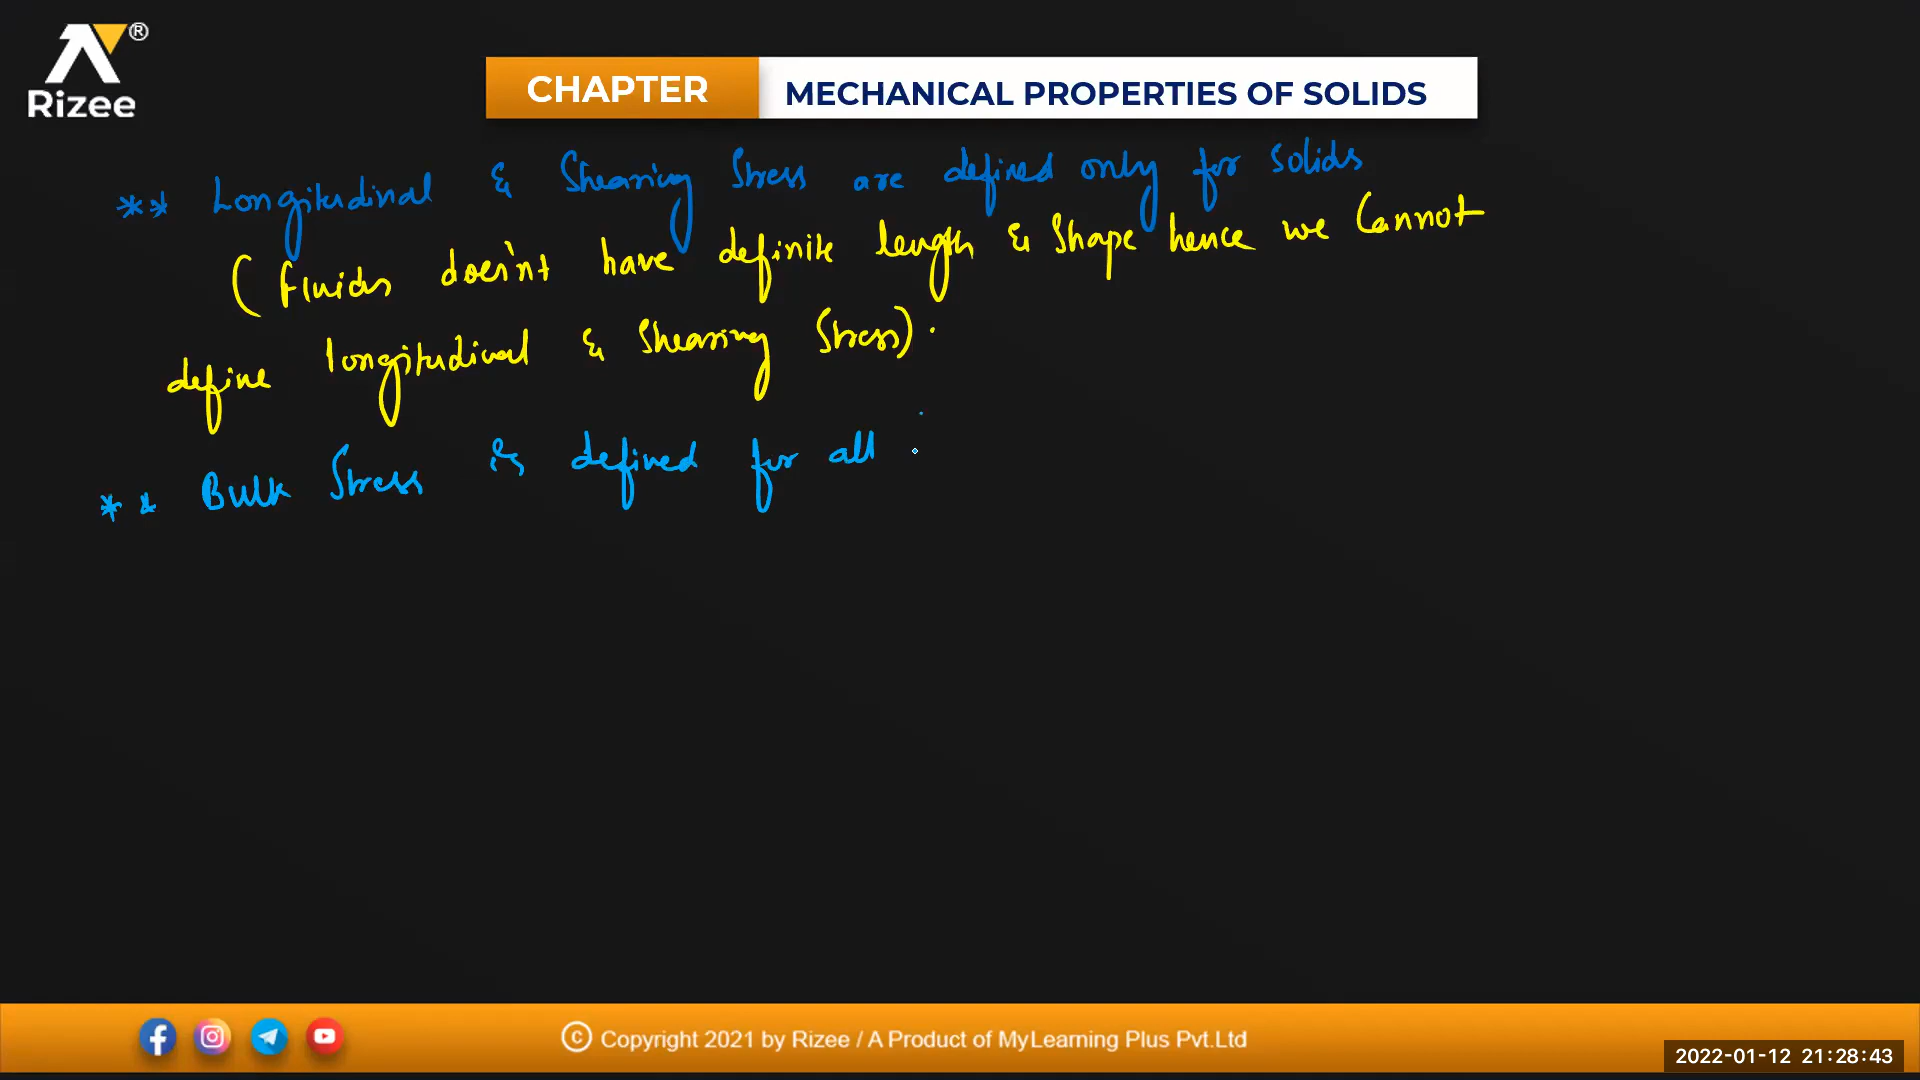 Rizee ®
CHAPTER MECHANICAL PROPERTIES OF SOLIDS
** Longitudinal & Shearing Stress are defined only for solids
(Fluids doesn't have definite length & Shape hence we Cannot
define longitudinal & Shearing Stress).
** Bulk Stress is defined for all
© Copyright 2021 by Rizee / A Product of MyLearning Plus Pvt.Ltd
2022-01-12 21:28:43